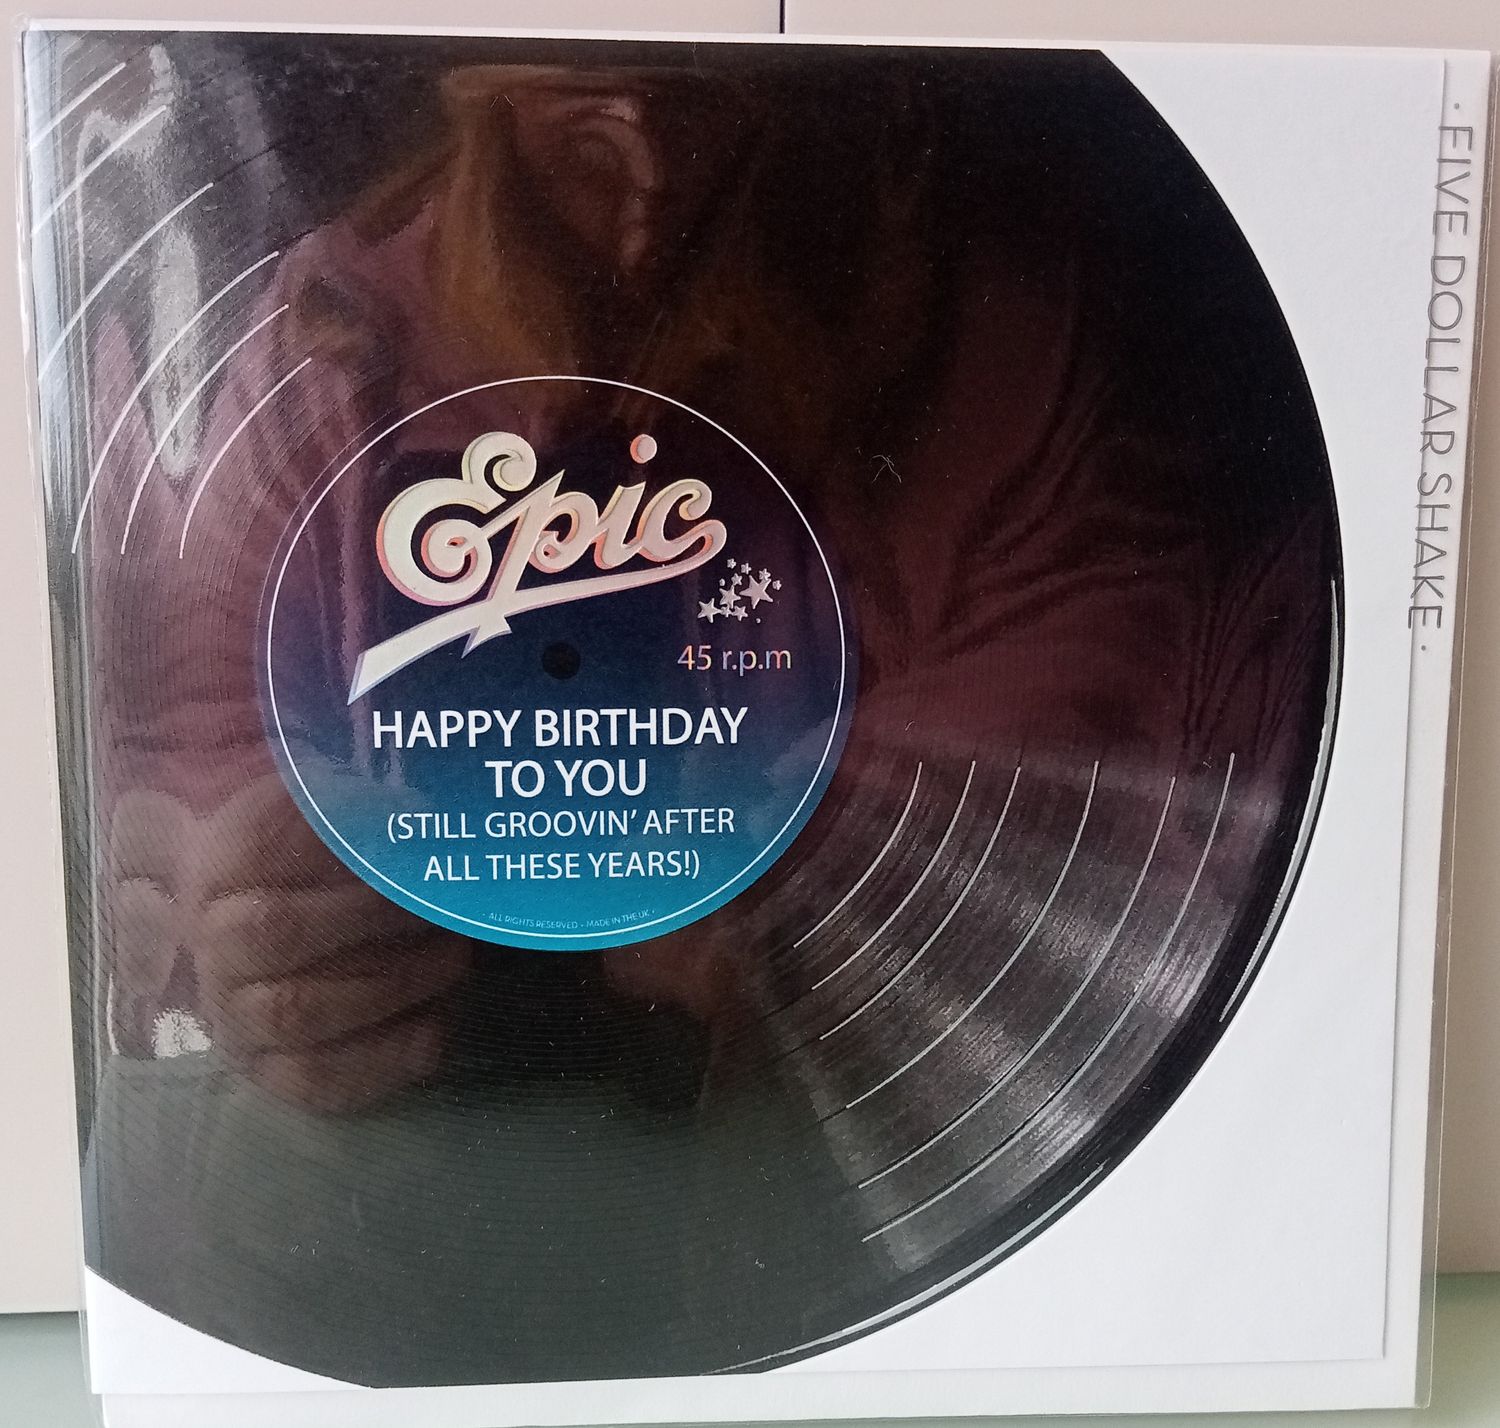 Epic
45 r.p.m
HAPPY BIRTHDAY
TO YOU
(STILL GROOVIN' AFTER
ALL THESE YEARS!)
· ALL RIGHTS RESERVED - MADE IN THE UK ·
· FIVE DOLLAR SHAKE ·